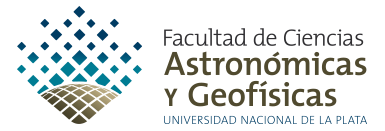 Facultad de Ciencias
Astronómicas
Y Geofísicas
UNIVERSIDAD NACIONAL DE LA PLATA